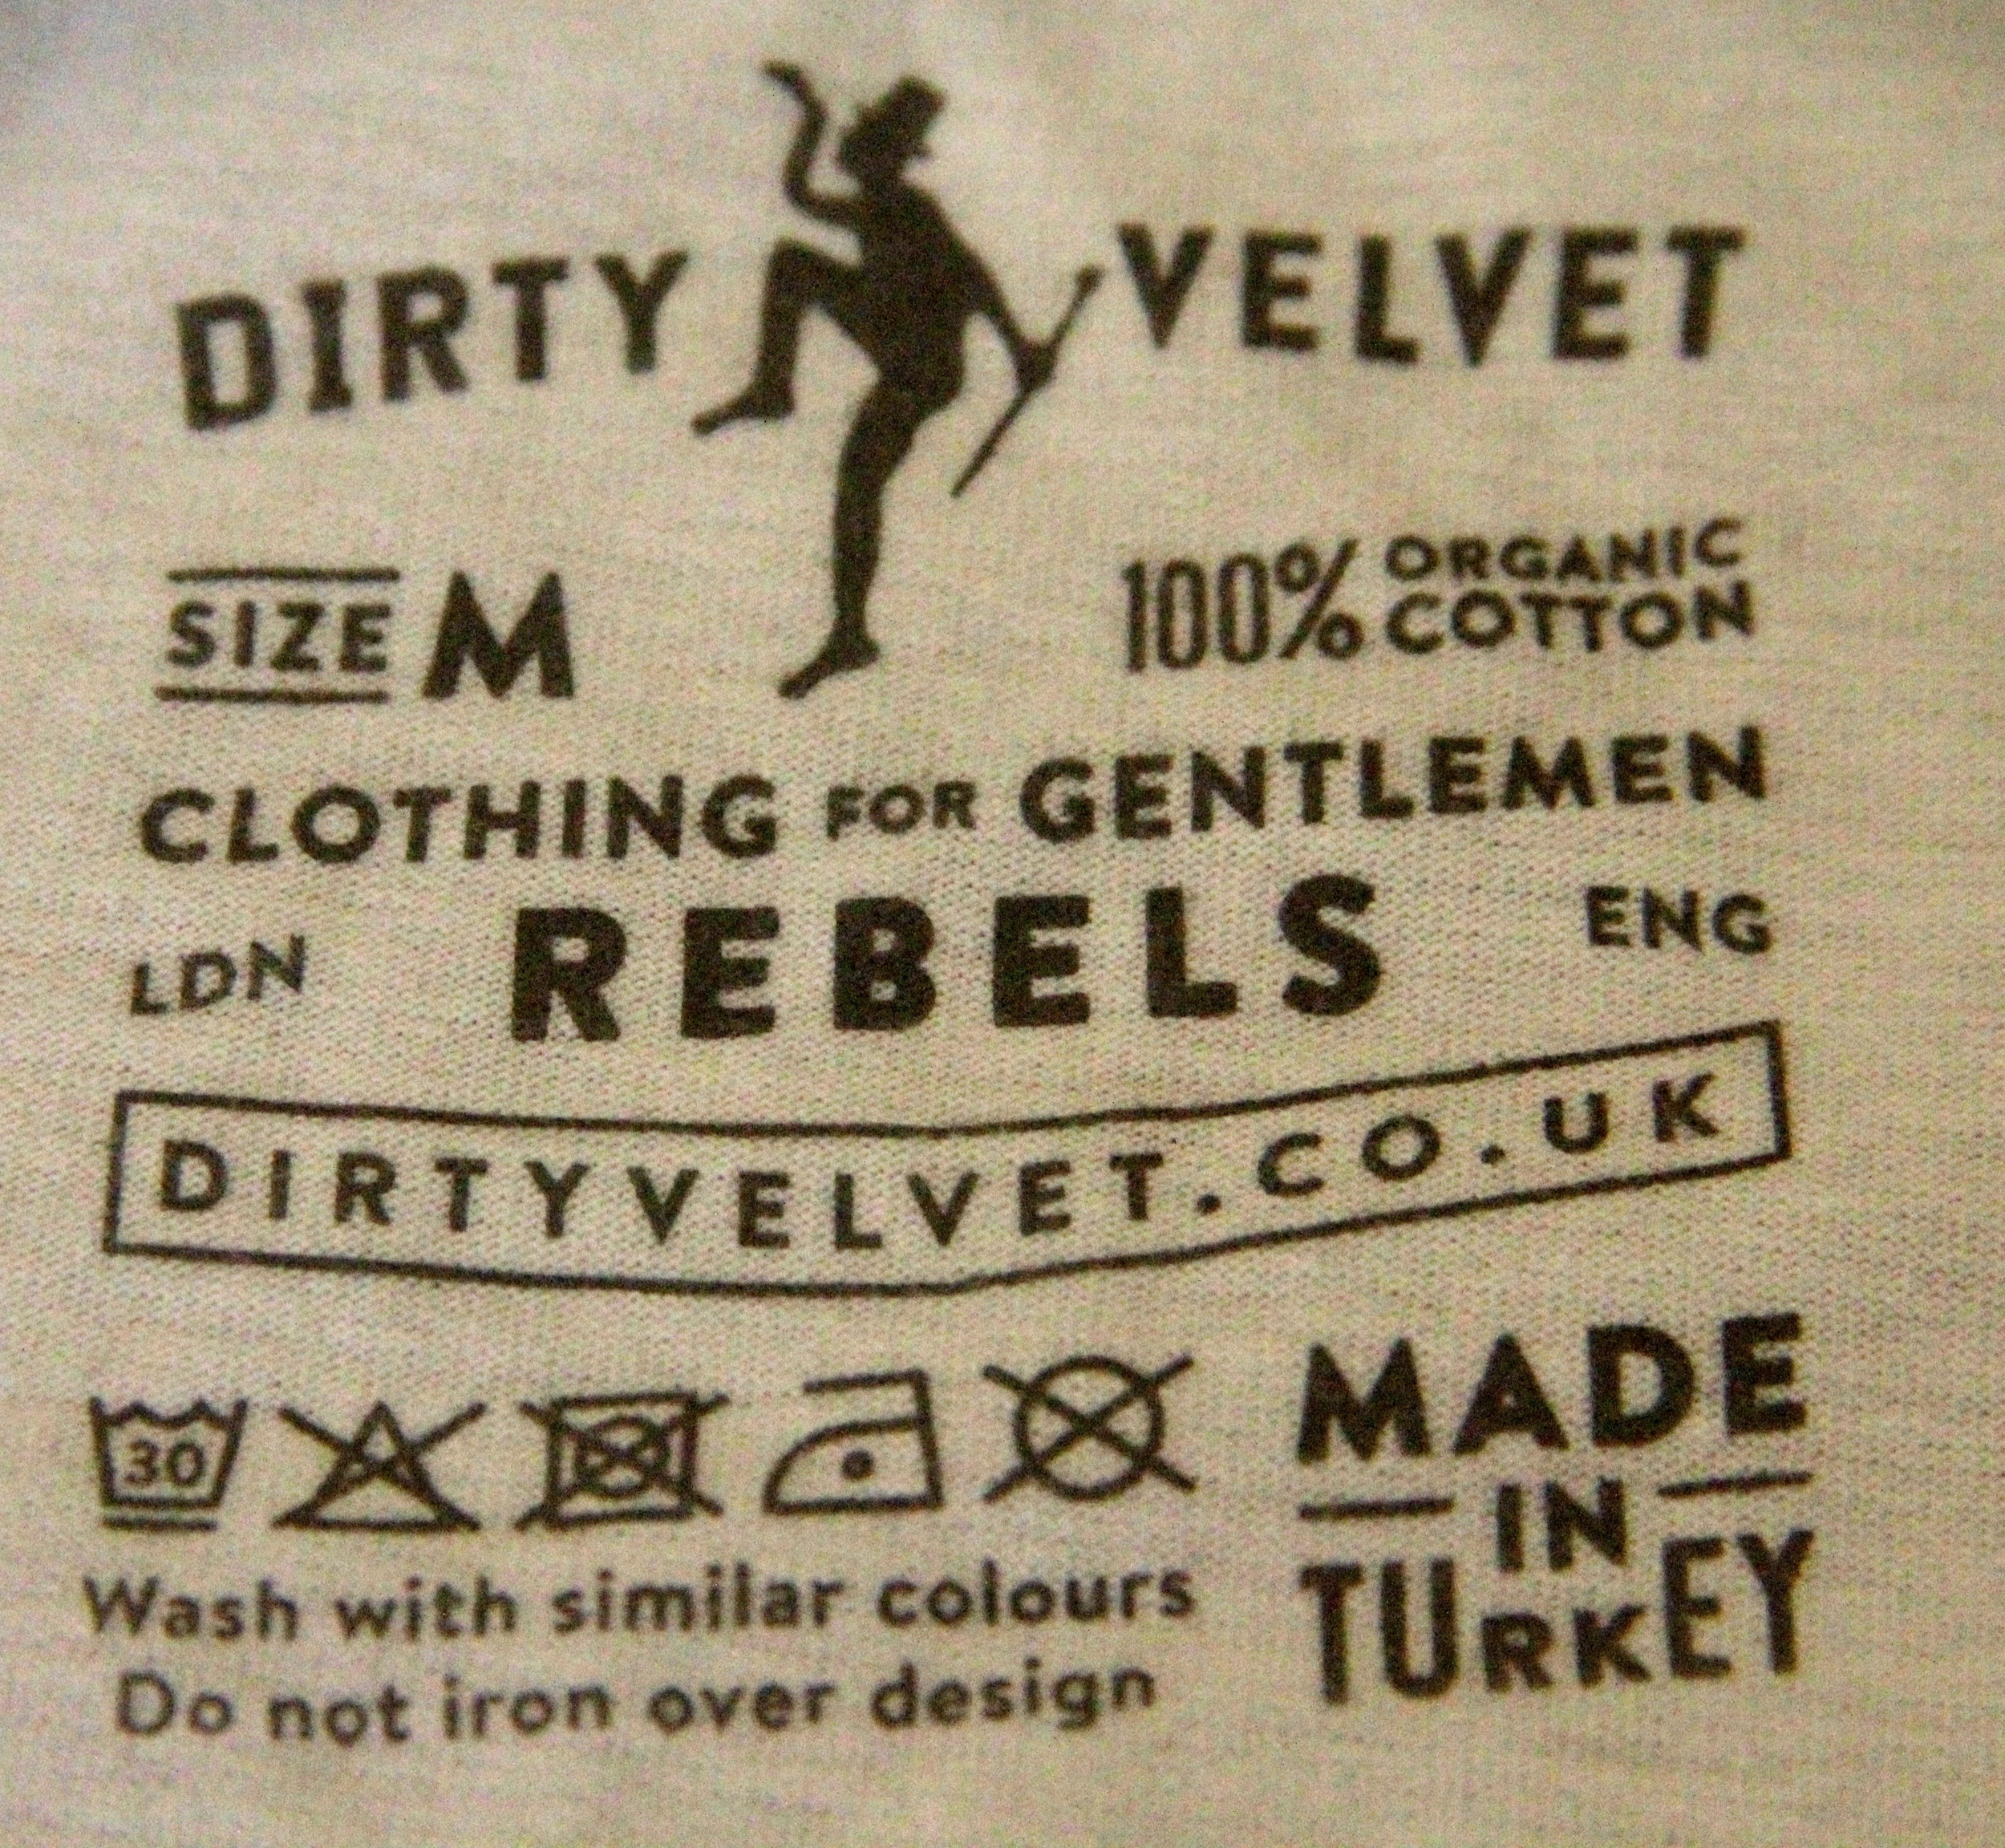 DIRTY VELVET
SIZE M
100% ORGANIC
COTTON
CLOTHING FOR GENTLEMEN
LDN REBELS ENG
DIRTYVELVET.CO.UK
30
Wash with similar colours
Do not iron over design
MADE
IN
TURKEY